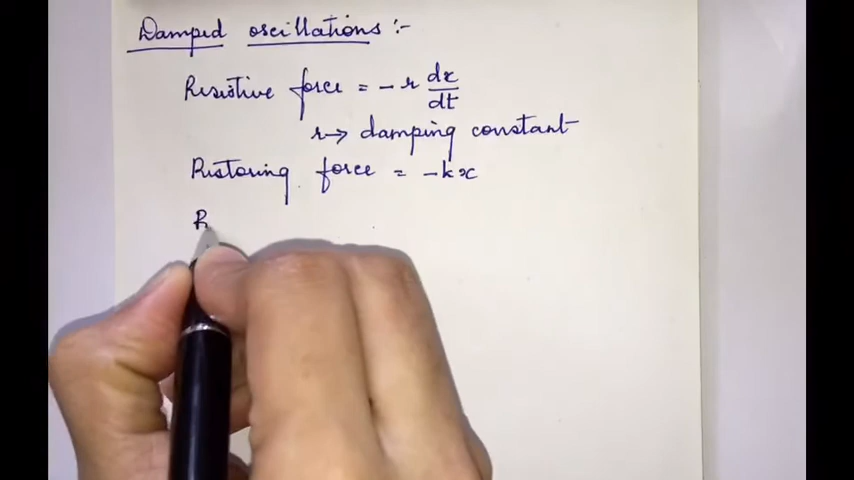 Damped oscillations :-
Resistive force = - r dx/dt
r → damping constant
Restoring force = - kx
R